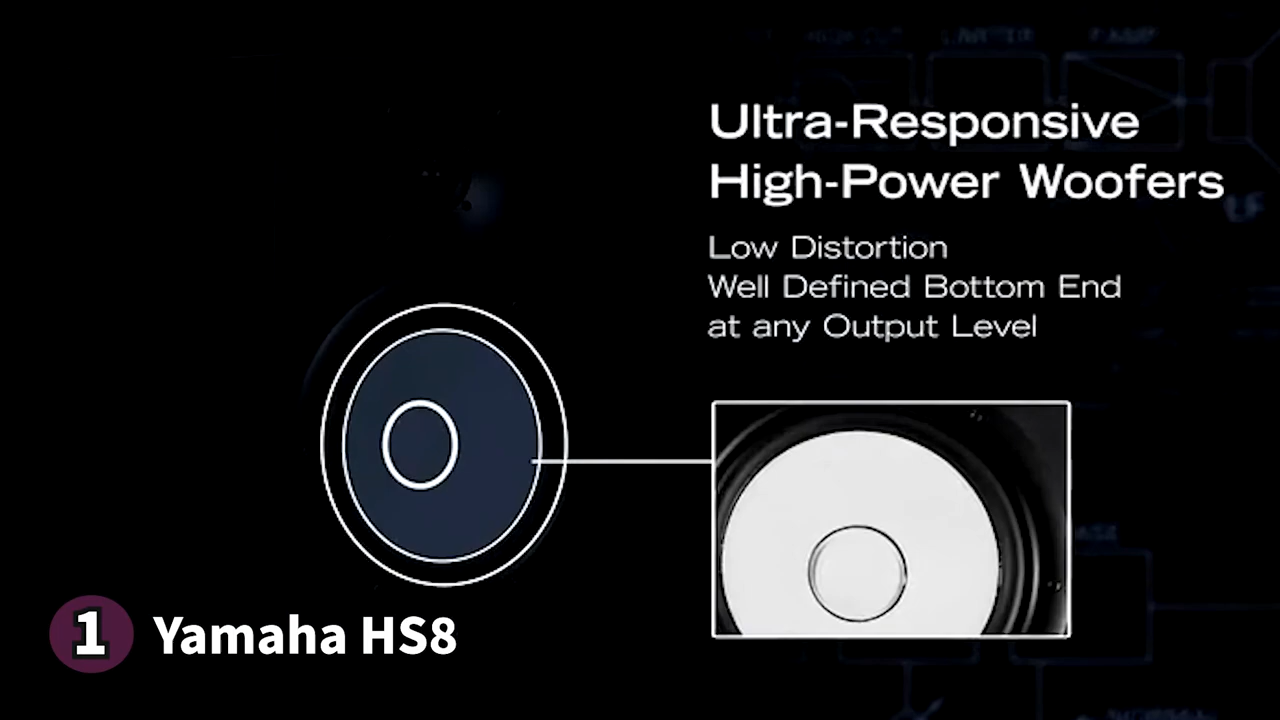 Ultra-Responsive
High-Power Woofers
Low Distortion
Well Defined Bottom End
at any Output Level
1 Yamaha HS8